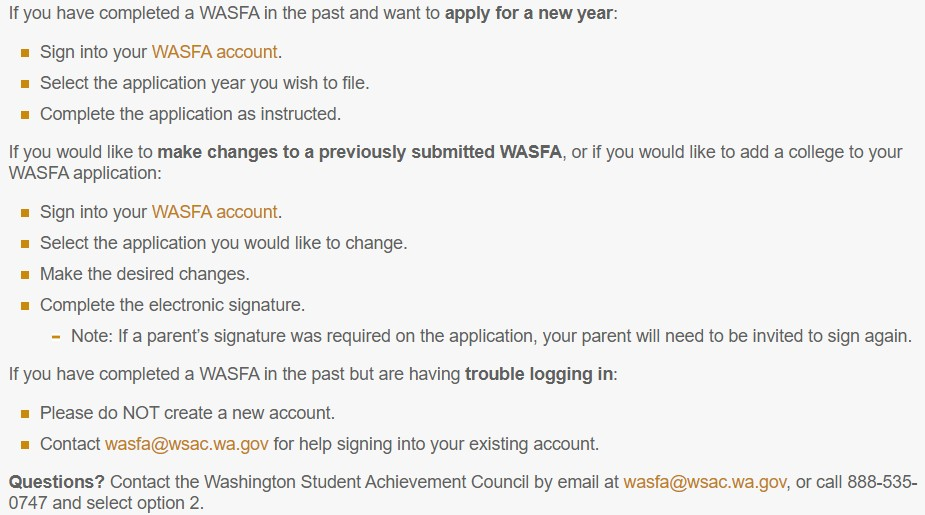 If you have completed a WASFA in the past and want to apply for a new year:
Sign into your WASFA account.
Select the application year you wish to file.
Complete the application as instructed.
If you would like to make changes to a previously submitted WASFA, or if you would like to add a college to your
WASFA application:
Sign into your WASFA account.
Select the application you would like to change.
Make the desired changes.
Complete the electronic signature.
Note: If a parent’s signature was required on the application, your parent will need to be invited to sign again.
If you have completed a WASFA in the past but are having trouble logging in:
Please do NOT create a new account.
Contact wasfa@wsac.wa.gov for help signing into your existing account.
Questions? Contact the Washington Student Achievement Council by email at wasfa@wsac.wa.gov, or call 888-535-
0747 and select option 2.